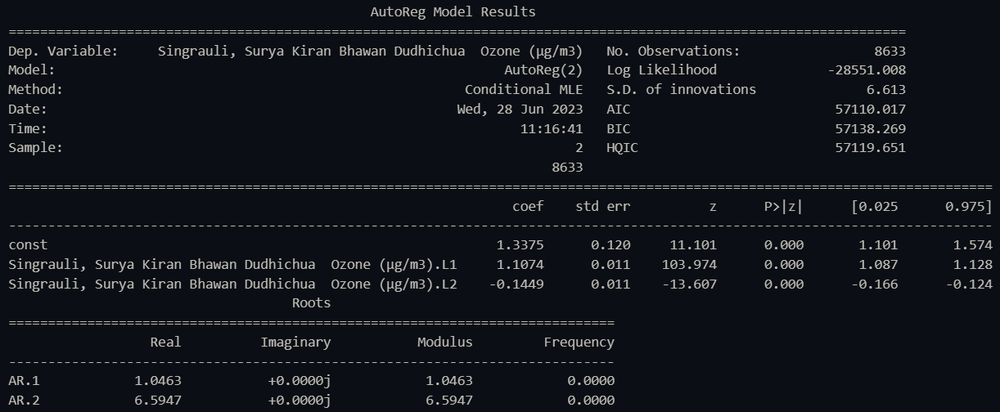 AutoReg Model Results
==============================================================================================================
Dep. Variable:     Singrauli, Surya Kiran Bhawan Dudhichua  Ozone (µg/m3)   No. Observations:                 8633
Model:                                                         AutoReg(2)   Log Likelihood              -28551.008
Method:                                                   Conditional MLE   S.D. of innovations              6.613
Date:                                                    Wed, 28 Jun 2023   AIC                          57110.017
Time:                                                            11:16:41   BIC                          57138.269
Sample:                                                                 2   HQIC                         57119.651
                                                                     8633
==============================================================================================================
                                                                coef    std err          z      P>|z|      [0.025      0.975]
--------------------------------------------------------------------------------------------------------------
const                                                         1.3375      0.120     11.101      0.000       1.101       1.574
Singrauli, Surya Kiran Bhawan Dudhichua  Ozone (µg/m3).L1     1.1074      0.011    103.974      0.000       1.087       1.128
Singrauli, Surya Kiran Bhawan Dudhichua  Ozone (µg/m3).L2    -0.1449      0.011    -13.607      0.000      -0.166      -0.124
                                    Roots
=============================================================================
                  Real          Imaginary           Modulus         Frequency
-----------------------------------------------------------------------------
AR.1            1.0463           +0.0000j            1.0463            0.0000
AR.2            6.5947           +0.0000j            6.5947            0.0000